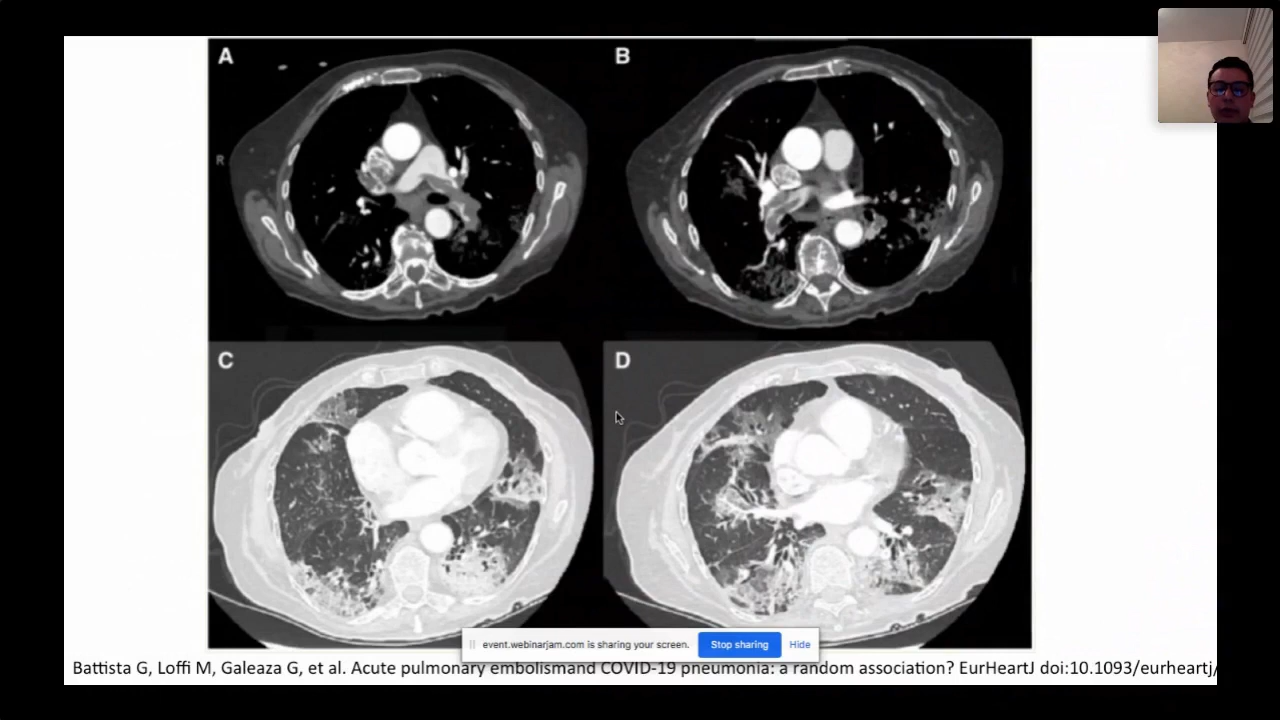 A
B
R
C
D
event.webinarjam.com is sharing your screen. Stop sharing Hide
Battista G, Loffi M, Galeaza G, et al. Acute pulmonary embolismand COVID-19 pneumonia: a random association? EurHeartJ doi:10.1093/eurheartj/